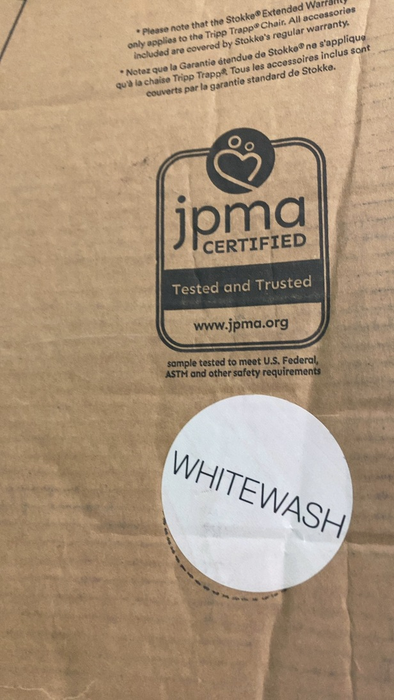 * Please note that the Stokke® Extended Warranty
only applies to the Tripp Trapp® Chair. All accessories
included are covered by Stokke's regular warranty.
* Notez que la Garantie étendue de Stokke® ne s'applique
qu'à la chaise Tripp Trapp®. Tous les accessoires inclus sont
couverts par la garantie standard de Stokke.
jpma
CERTIFIED
Tested and Trusted
www.jpma.org
sample tested to meet U.S. Federal,
ASTM and other safety requirements
WHITEWASH